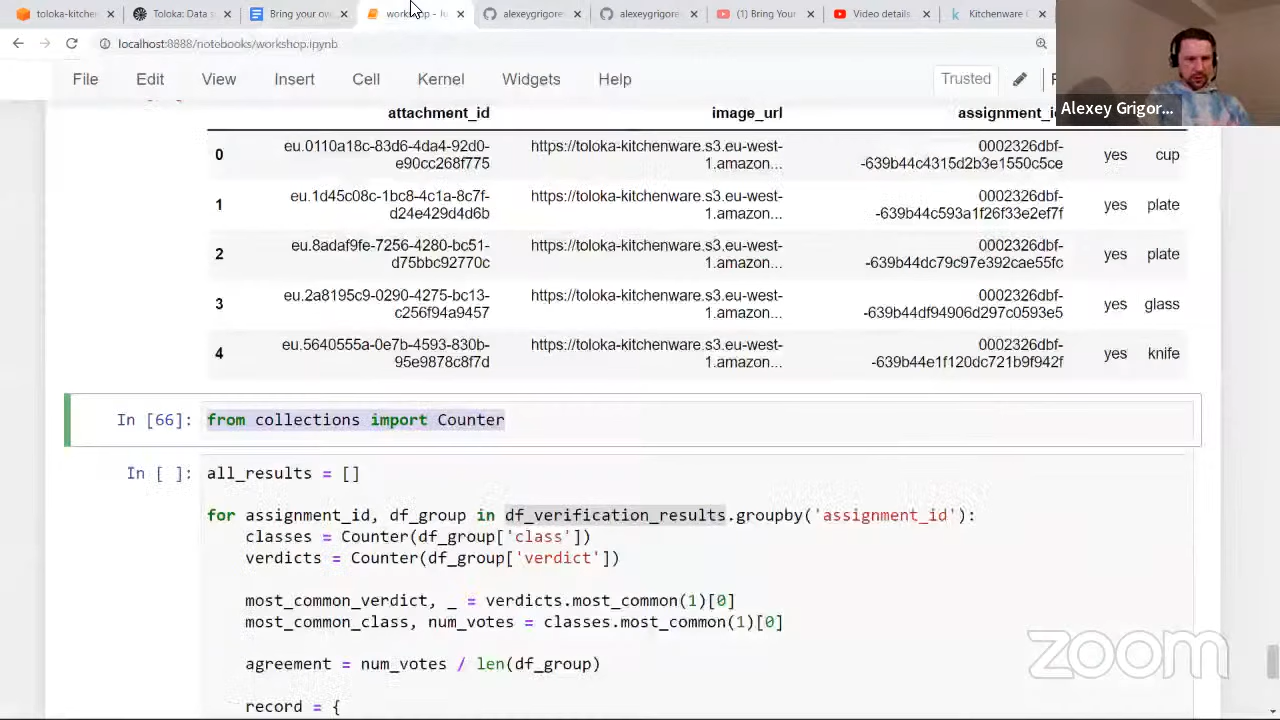 toloka-kitchen
Toloka: Data s
Bring your own
alexeygrigore
alexeygrigore
(1) Bring Your
Video details
Kitchenware C
localhost:8888/notebooks/workshop.ipynb
File Edit View Insert Cell Kernel Widgets Help
Trusted
Alexey Grigor...
attachment_id image_url
0 eu.0110a18c-83d6-4da4-92d0-e90cc268f775 https://toloka-kitchenware.s3.eu-west-1.amazon... 0002326dbf--639b44c4315d2b3e1550c5ce yes cup
1 eu.1d45c08c-1bc8-4c1a-8c7f-d24e429d4d6b https://toloka-kitchenware.s3.eu-west-1.amazon... 0002326dbf--639b44c593a1f26f33e2ef7f yes plate
2 eu.8adaf9fe-7256-4280-bc51-d75bbc92770c https://toloka-kitchenware.s3.eu-west-1.amazon... 0002326dbf--639b44dc79c97e392cae55fc yes plate
3 eu.2a8195c9-0290-4275-bc13-c256f94a9457 https://toloka-kitchenware.s3.eu-west-1.amazon... 0002326dbf--639b44df94906d297c0593e5 yes glass
4 eu.5640555a-0e7b-4593-830b-95e9878c8f7d https://toloka-kitchenware.s3.eu-west-1.amazon... 0002326dbf--639b44e1f120dc721b9f942f yes knife
In [66]: from collections import Counter
In [ ]: all_results = []
for assignment_id, df_group in df_verification_results.groupby('assignment_id'):
classes = Counter(df_group['class'])
verdicts = Counter(df_group['verdict'])
most_common_verdict, _ = verdicts.most_common(1)[0]
most_common_class, num_votes = classes.most_common(1)[0]
agreement = num_votes / len(df_group)
record = {
zoom